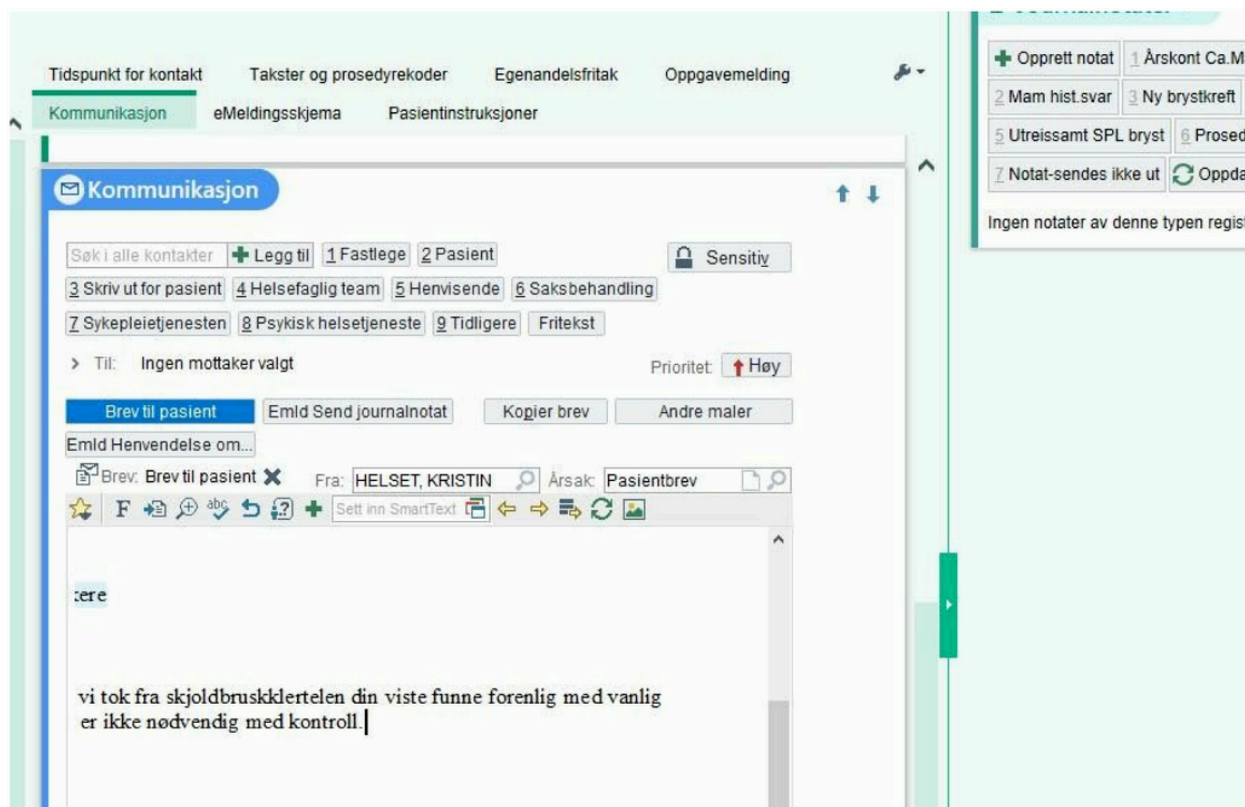 Tidspunkt for kontakt Takster og prosedyrekoder Egenandelsfritak Oppgavemelding
Kommunikasjon eMeldingsskjema Pasientinstruksjoner
Kommunikasjon
Søk i alle kontakter Legg til 1 Fastlege 2 Pasient Sensitiv
3 Skriv ut for pasient 4 Helsefaglig team 5 Henvisende 6 Saksbehandling
7 Sykepleietjenesten 8 Psykisk helsetjeneste 9 Tidligere Fritekst
Til: Ingen mottaker valgt Prioritet: Høy
Brev til pasient Emld Send journalnotat Kopier brev Andre maler
Emld Henvendelse om...
Brev: Brev til pasient Fra: HELSET, KRISTIN Årsak: Pasientbrev
F abc Sett inn SmartText
tere
vi tok fra skjoldbruskklertelen din viste funne forenlig med vanlig
er ikke nødvendig med kontroll.
Opprett notat 1 Årskont Ca.Ma
2 Mam hist.svar 3 Ny brystkreft
5 Utreissamt SPL bryst 6 Prosed
7 Notat-sendes ikke ut Oppda
Ingen notater av denne typen regis